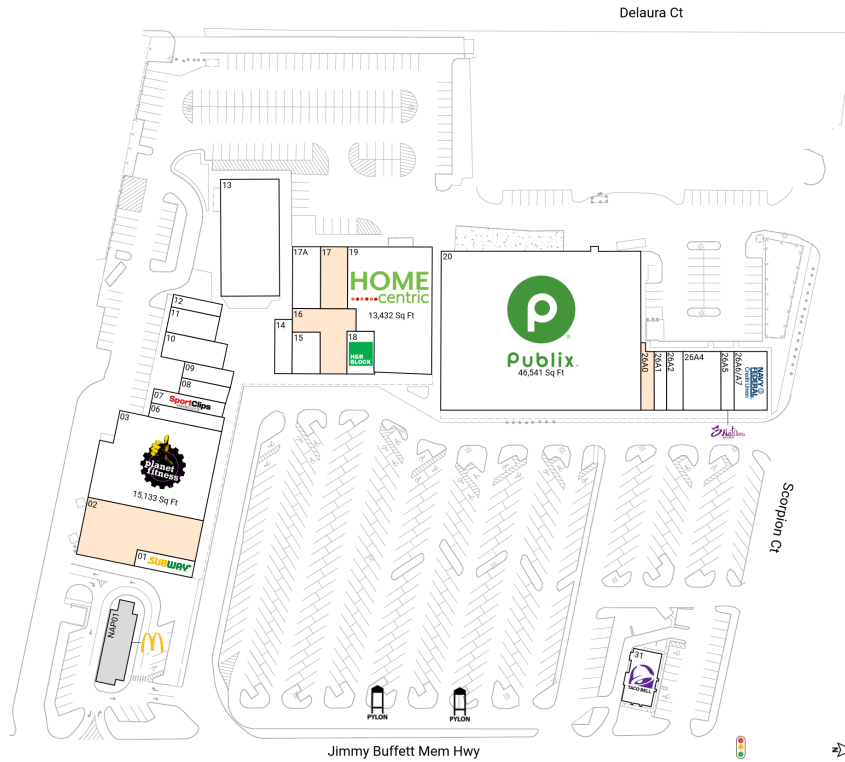 Delaura Ct
13
17A
17
19
HOME
centric
13,432 Sq Ft
20
Publix.
46,541 Sq Ft
12
11
10
09
08
07
SportClips
06
16
14
15
18
H&R
BLOCK
26A0
26A1
26A2
26A4
26A5
26A6/A7
NAVY
FEDERAL
Credit Union
3 Natives
03
planet
fitness
15,133 Sq Ft
02
01
SUBWAY
Scorpion Ct
NAP01
31
TACO BELL
PYLON
PYLON
Jimmy Buffett Mem Hwy
N